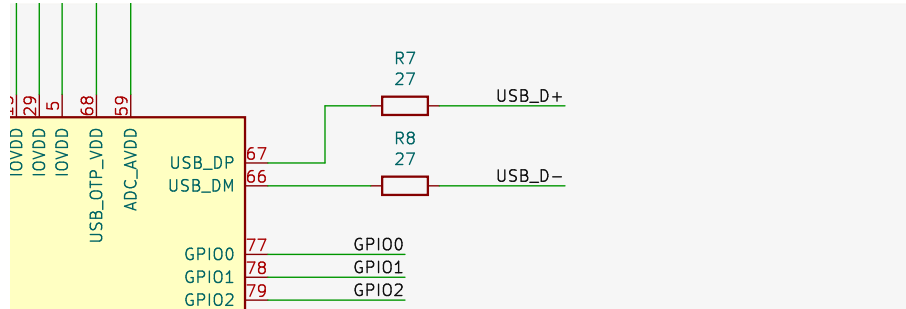 R7
27
USB_D+
R8
27
USB_D-
29
5
68
59
IOVDD
IOVDD
IOVDD
USB_OTP_VDD
ADC_AVDD
USB_DP
67
USB_DM
66
GPIO0
77
GPIO0
GPIO1
78
GPIO1
GPIO2
79
GPIO2